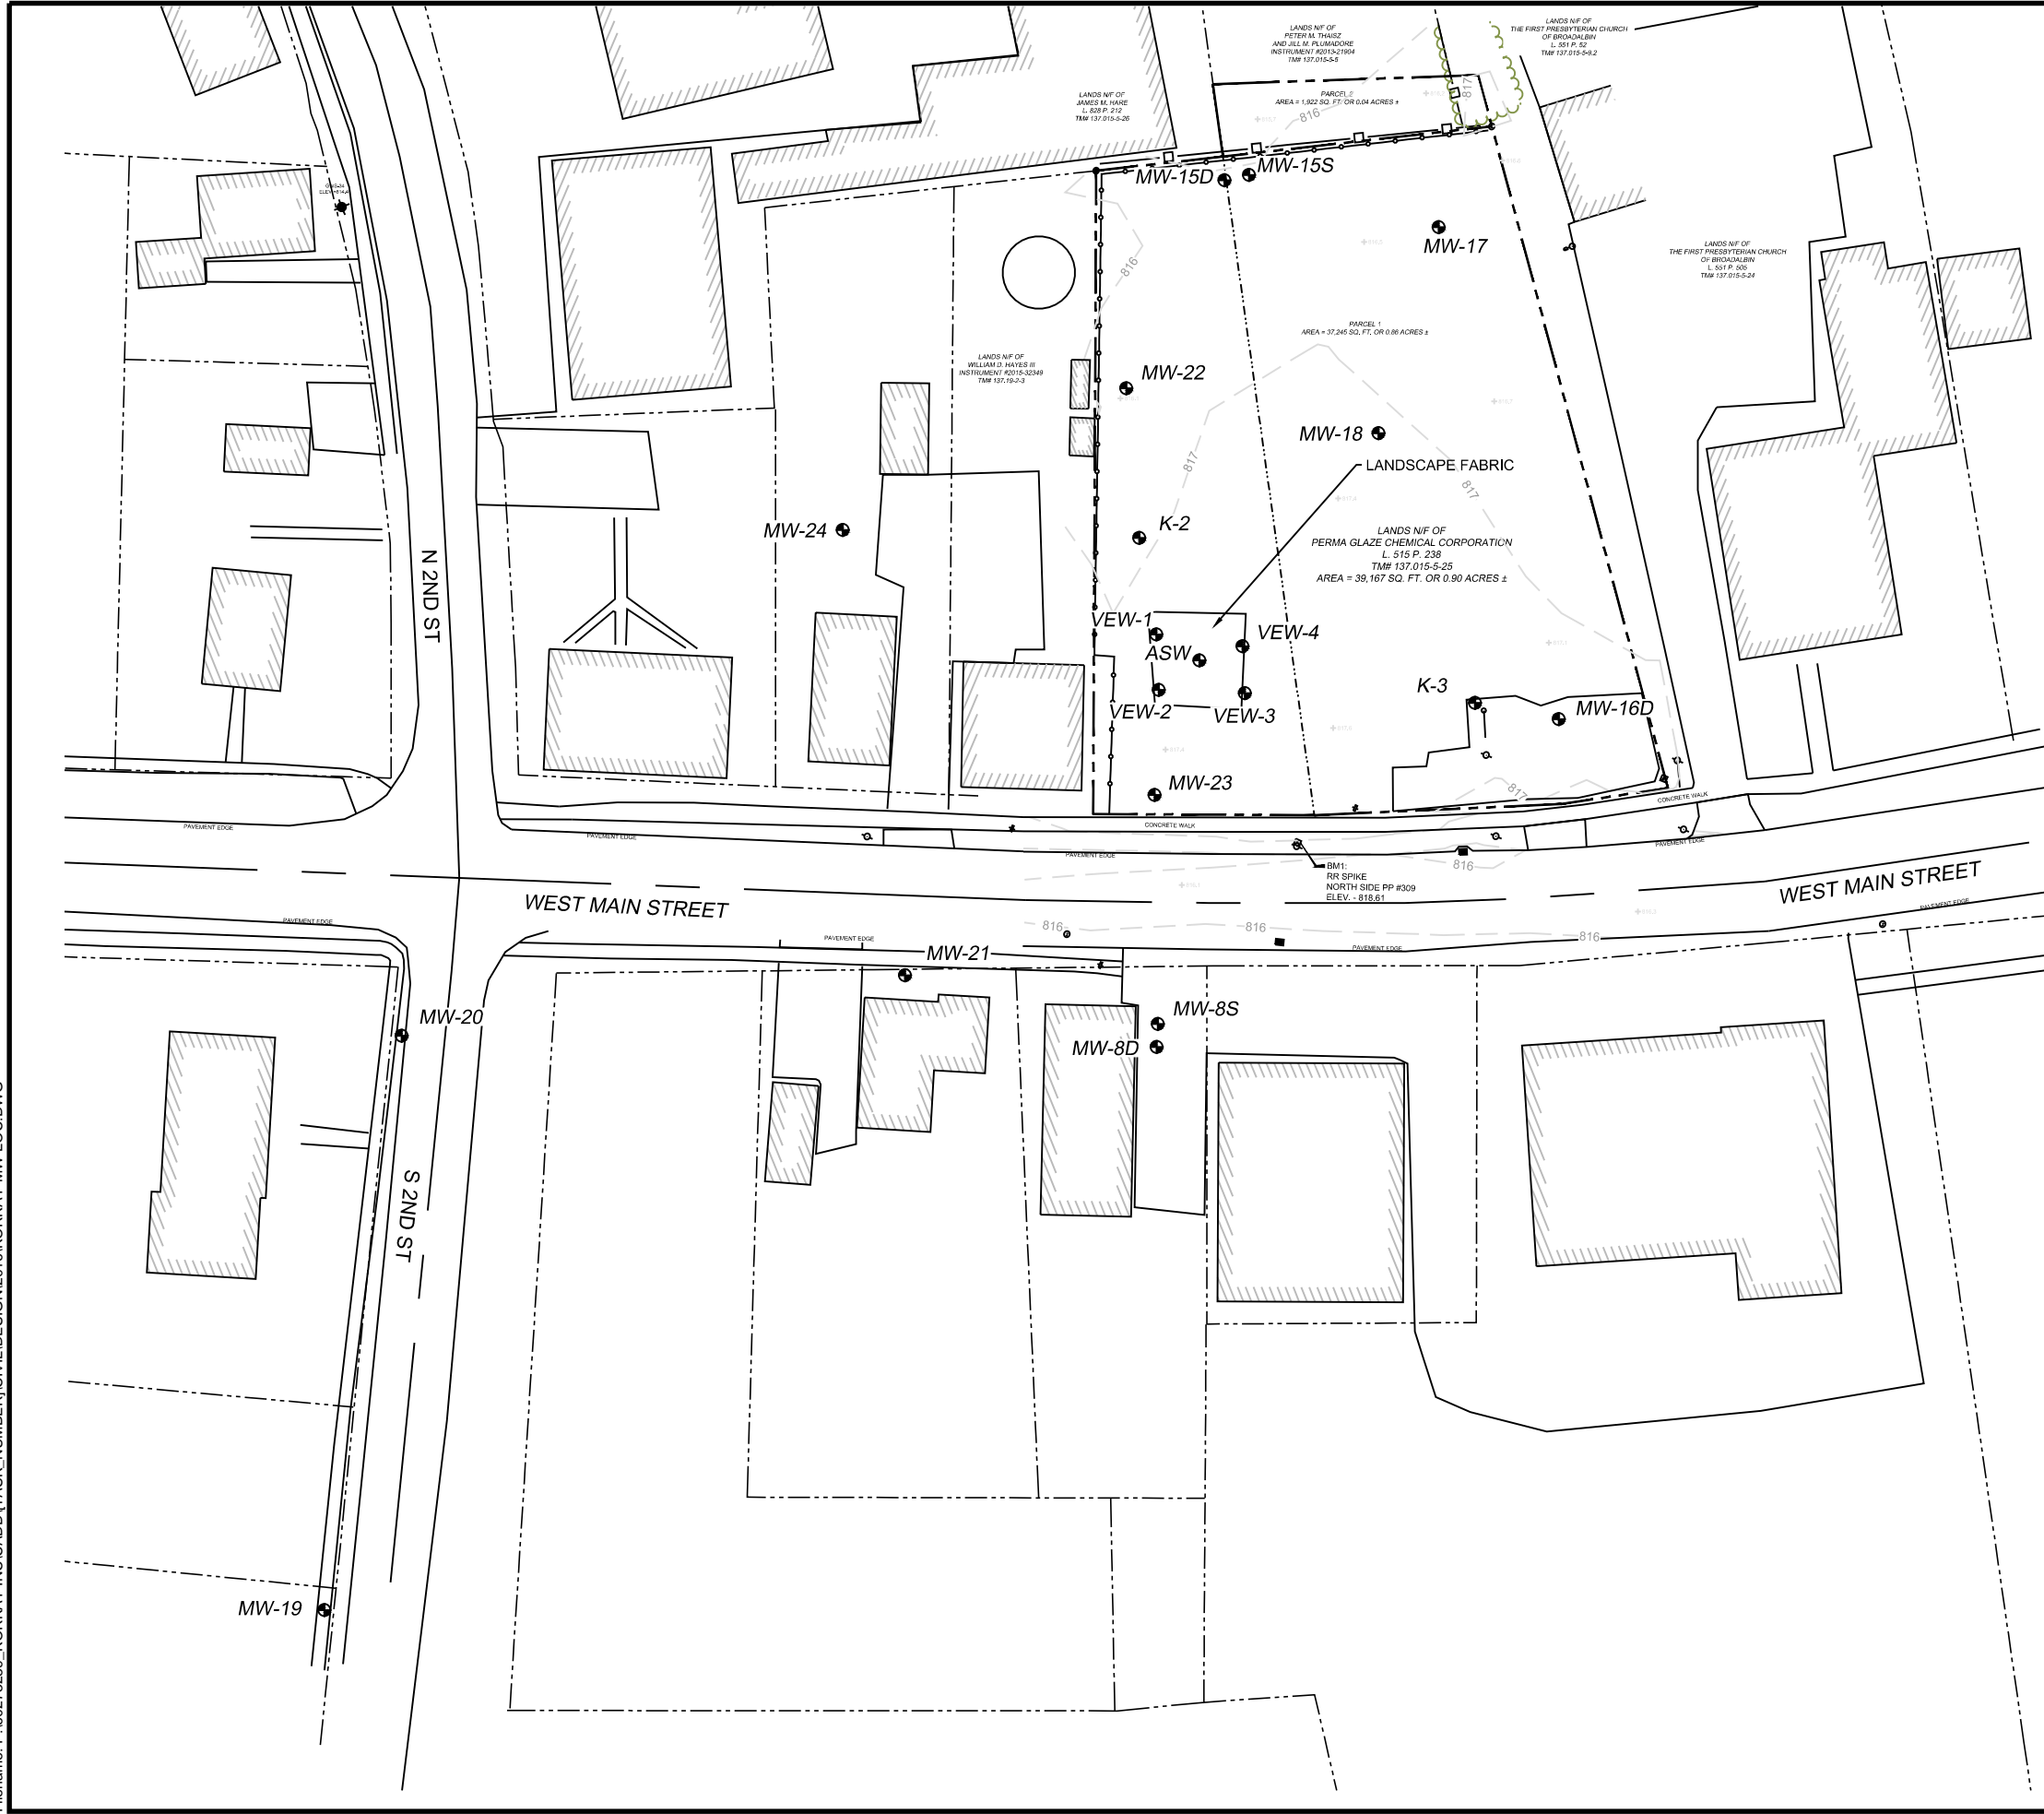 LANDS N/F OF
PETER M. THAISZ
AND JILL M. PLUMADORE
INSTRUMENT #2013-21904
TM# 137.015-5-5
LANDS N/F OF
THE FIRST PRESBYTERIAN CHURCH
OF BROADALBIN
L. 551 P. 52
TM# 137.015-5-9.2
LANDS N/F OF
JAMES M. HARE
L. 828 P. 212
TM# 137.015-5-26
PARCEL 2
AREA = 1,922 SQ. FT. OR 0.04 ACRES ±
817
816
MW-15D
MW-15S
MW-17
816
LANDS N/F OF
THE FIRST PRESBYTERIAN CHURCH
OF BROADALBIN
L. 551 P. 505
TM# 137.015-5-24
PARCEL 1
AREA = 37,245 SQ. FT. OR 0.86 ACRES ±
LANDS N/F OF
WILLIAM D. HAYES III
INSTRUMENT #2015-32349
TM# 137.19-2-3
MW-22
MW-18
LANDSCAPE FABRIC
817
817
MW-24
K-2
LANDS N/F OF
PERMA GLAZE CHEMICAL CORPORATION
L. 515 P. 238
TM# 137.015-5-25
AREA = 39,167 SQ. FT. OR 0.90 ACRES ±
N 2ND ST
VEW-1
VEW-4
ASW
K-3
VEW-2
VEW-3
MW-16D
MW-23
817
CONCRETE WALK
CONCRETE WALK
PAVEMENT EDGE
PAVEMENT EDGE
PAVEMENT EDGE
PAVEMENT EDGE
816
BM1:
RR SPIKE
NORTH SIDE PP #309
ELEV. - 818.61
WEST MAIN STREET
WEST MAIN STREET
PAVEMENT EDGE
PAVEMENT EDGE
PAVEMENT EDGE
PAVEMENT EDGE
816
816
816
MW-21
MW-20
MW-8S
MW-8D
S 2ND ST
MW-19